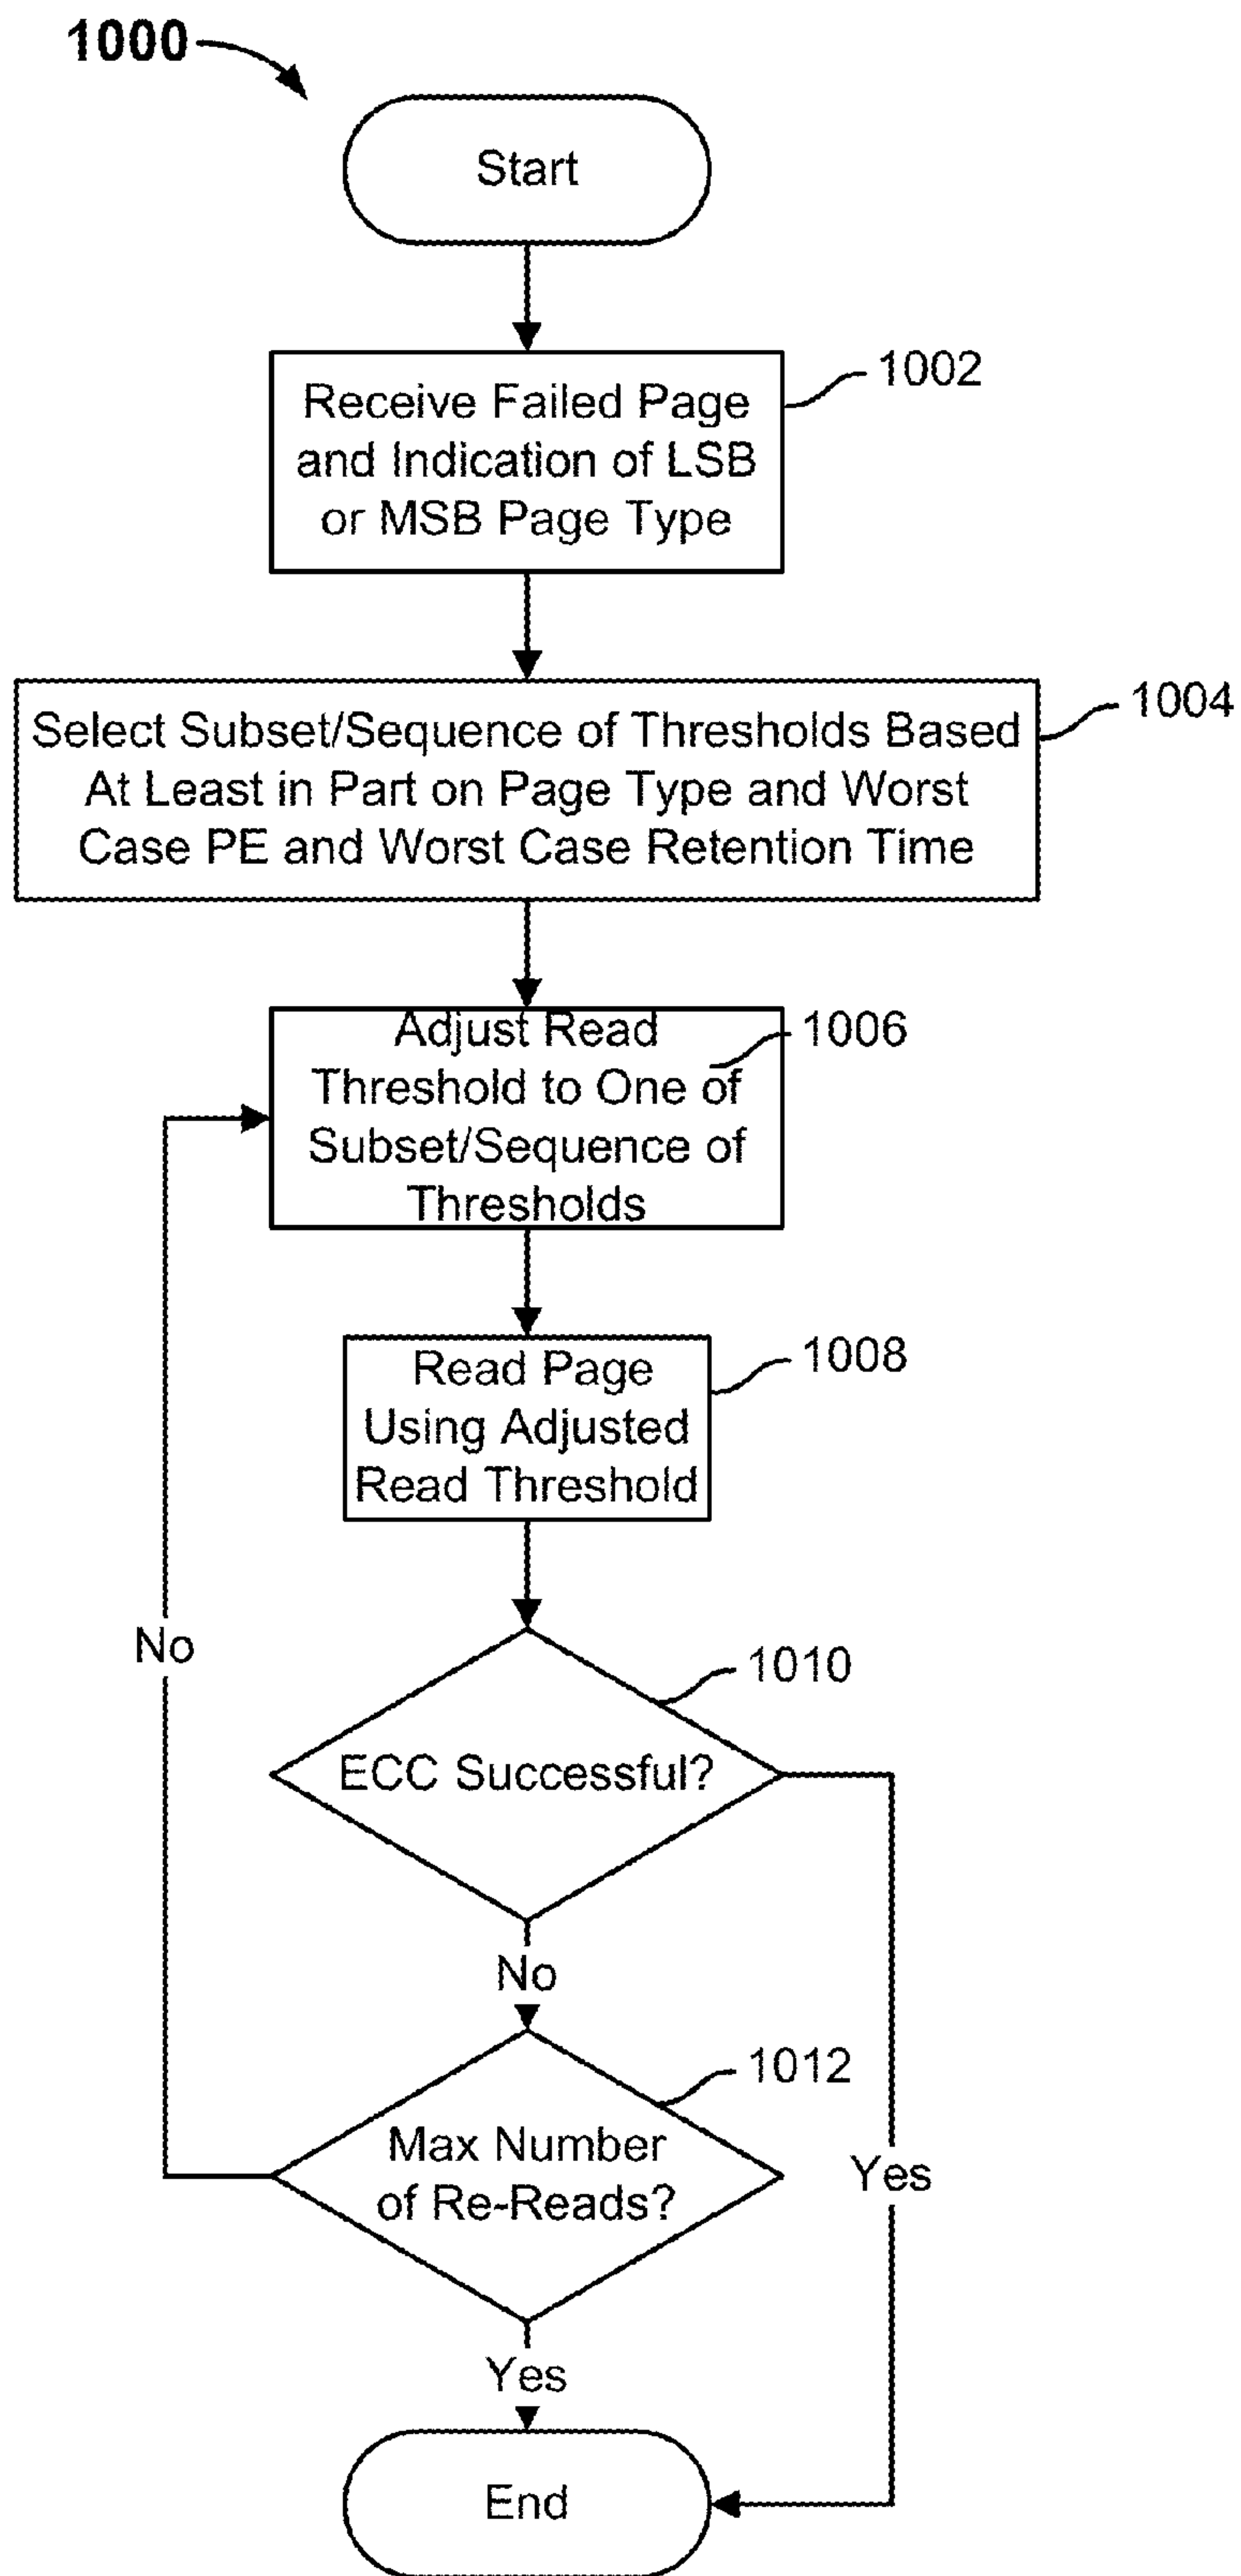 1000
Start
Receive Failed Page
and Indication of LSB
or MSB Page Type
1002
Select Subset/Sequence of Thresholds Based
At Least in Part on Page Type and Worst
Case PE and Worst Case Retention Time
1004
Adjust Read
Threshold to One of
Subset/Sequence of
Thresholds
1006
Read Page
Using Adjusted
Read Threshold
1008
ECC Successful?
1010
No
No
Max Number
of Re-Reads?
1012
Yes
Yes
End